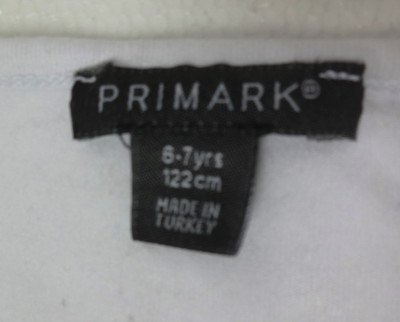 PRIMARK®
6-7yrs
122cm
MADE IN
TURKEY